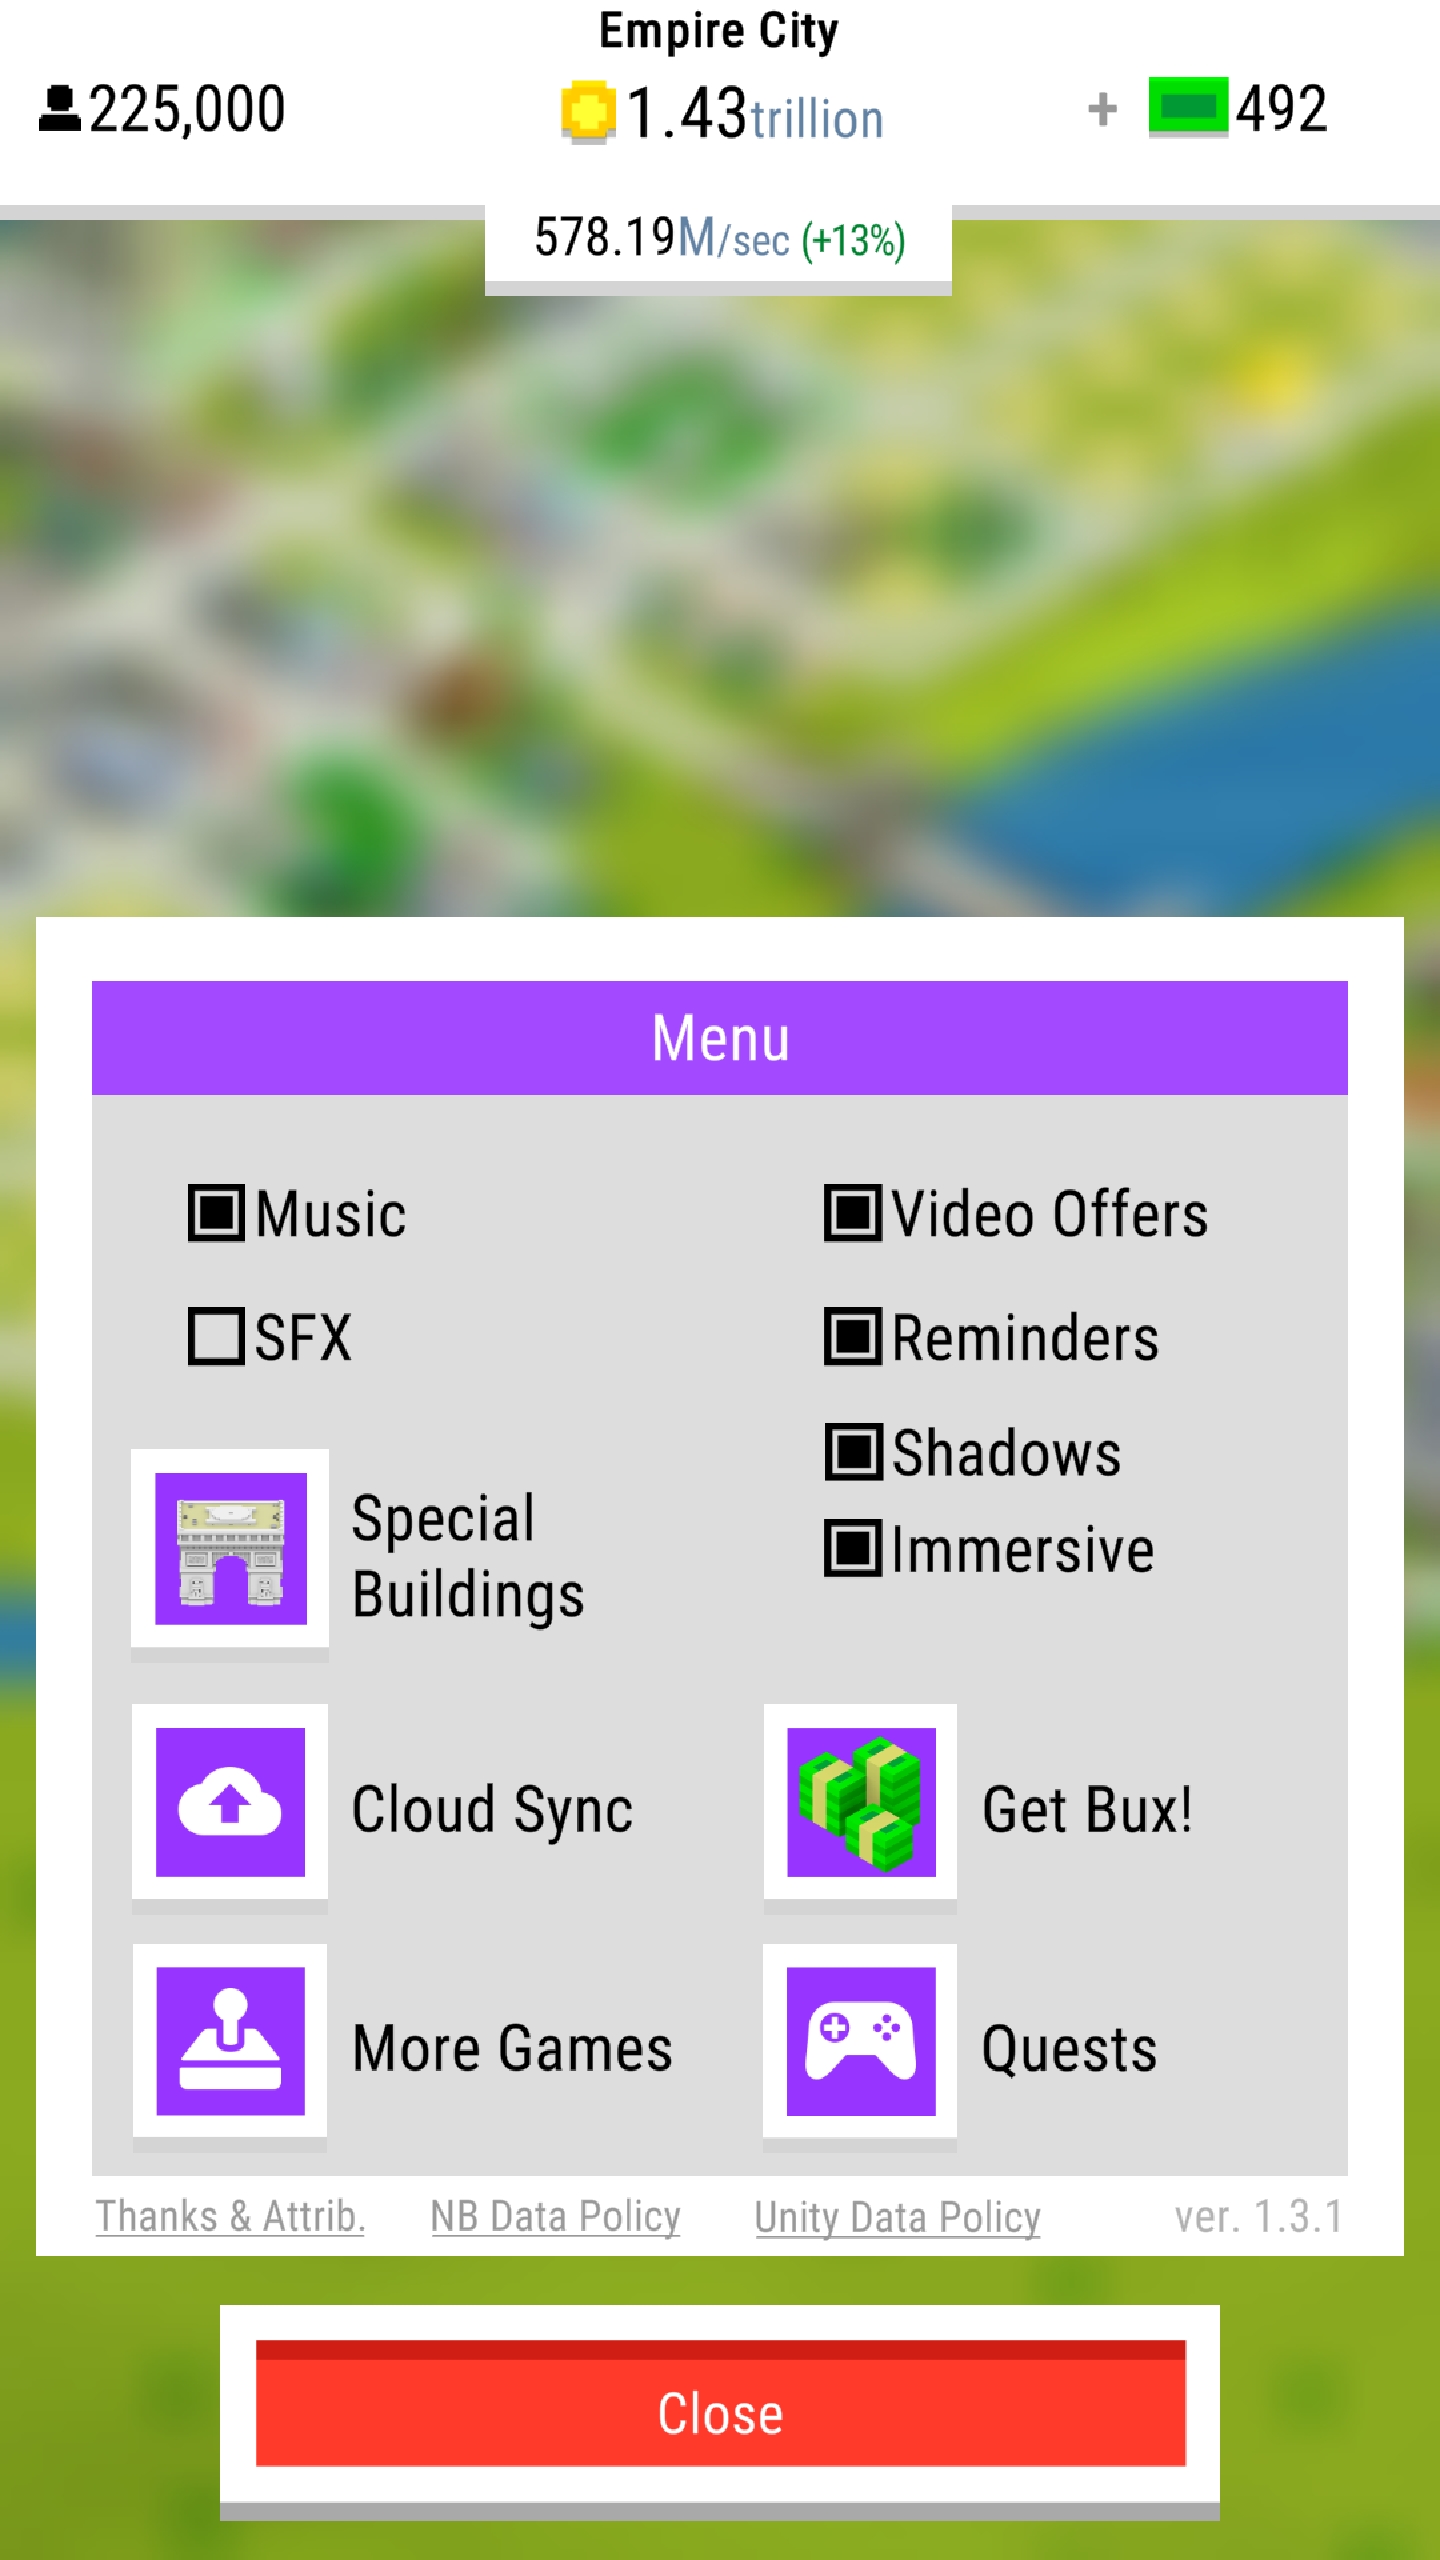 Empire City
225,000
1.43trillion
+ 492
578.19M/sec (+13%)
Menu
Music
Video Offers
SFX
Reminders
Shadows
Special
Buildings
Immersive
Cloud Sync
Get Bux!
More Games
Quests
Thanks & Attrib.
NB Data Policy
Unity Data Policy
ver. 1.3.1
Close